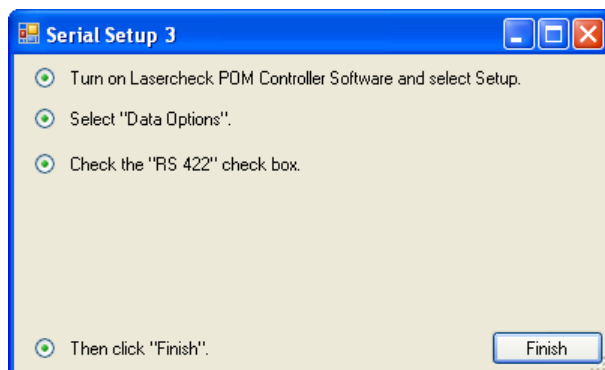 Serial Setup 3
Turn on Lasercheck POM Controller Software and select Setup.
Select "Data Options".
Check the "RS 422" check box.
Then click "Finish".
Finish